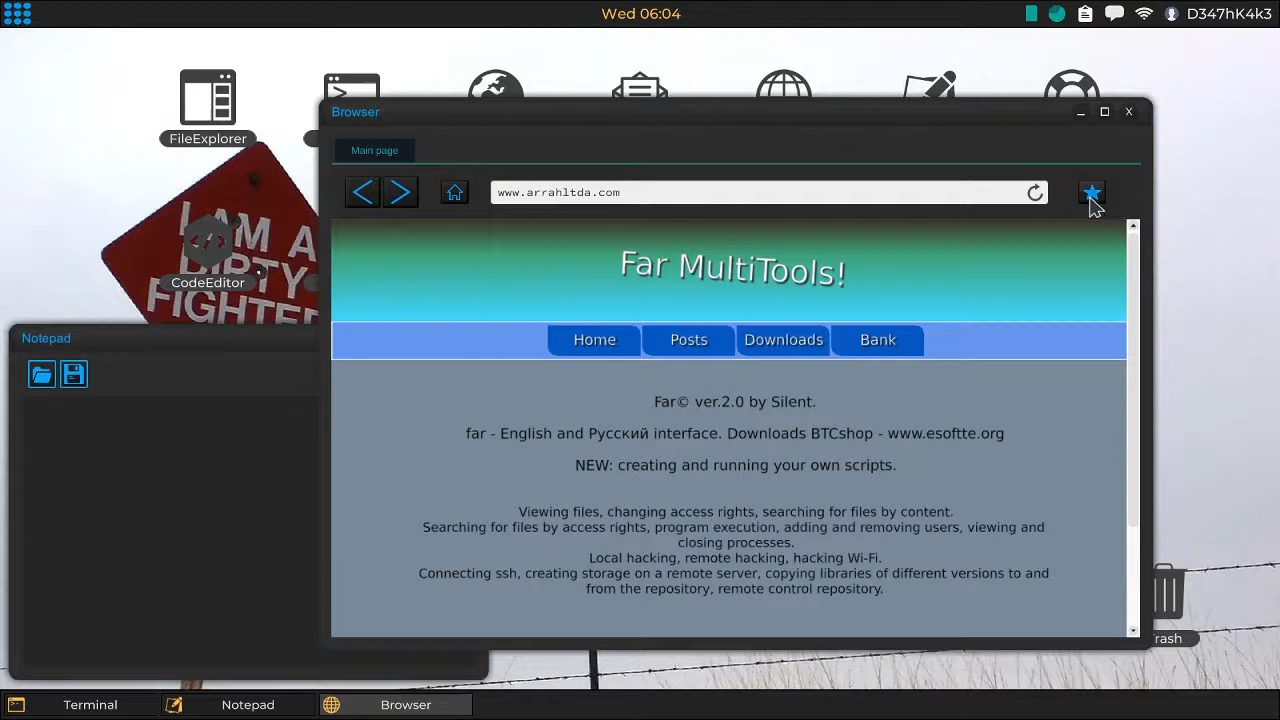 Wed 06:04
D347hK4k3
FileExplorer
I AM A
DIRTY
FIGHTER
CodeEditor
Browser
Main page
www.arrahltda.com
Far MultiTools!
Home
Posts
Downloads
Bank
Far© ver.2.0 by Silent.
far - English and Русский interface. Downloads BTCshop - www.esoftte.org
NEW: creating and running your own scripts.
Viewing files, changing access rights, searching for files by content.
Searching for files by access rights, program execution, adding and removing users, viewing and
closing processes.
Local hacking, remote hacking, hacking Wi-Fi.
Connecting ssh, creating storage on a remote server, copying libraries of different versions to and
from the repository, remote control repository.
Notepad
Trash
Terminal
Notepad
Browser